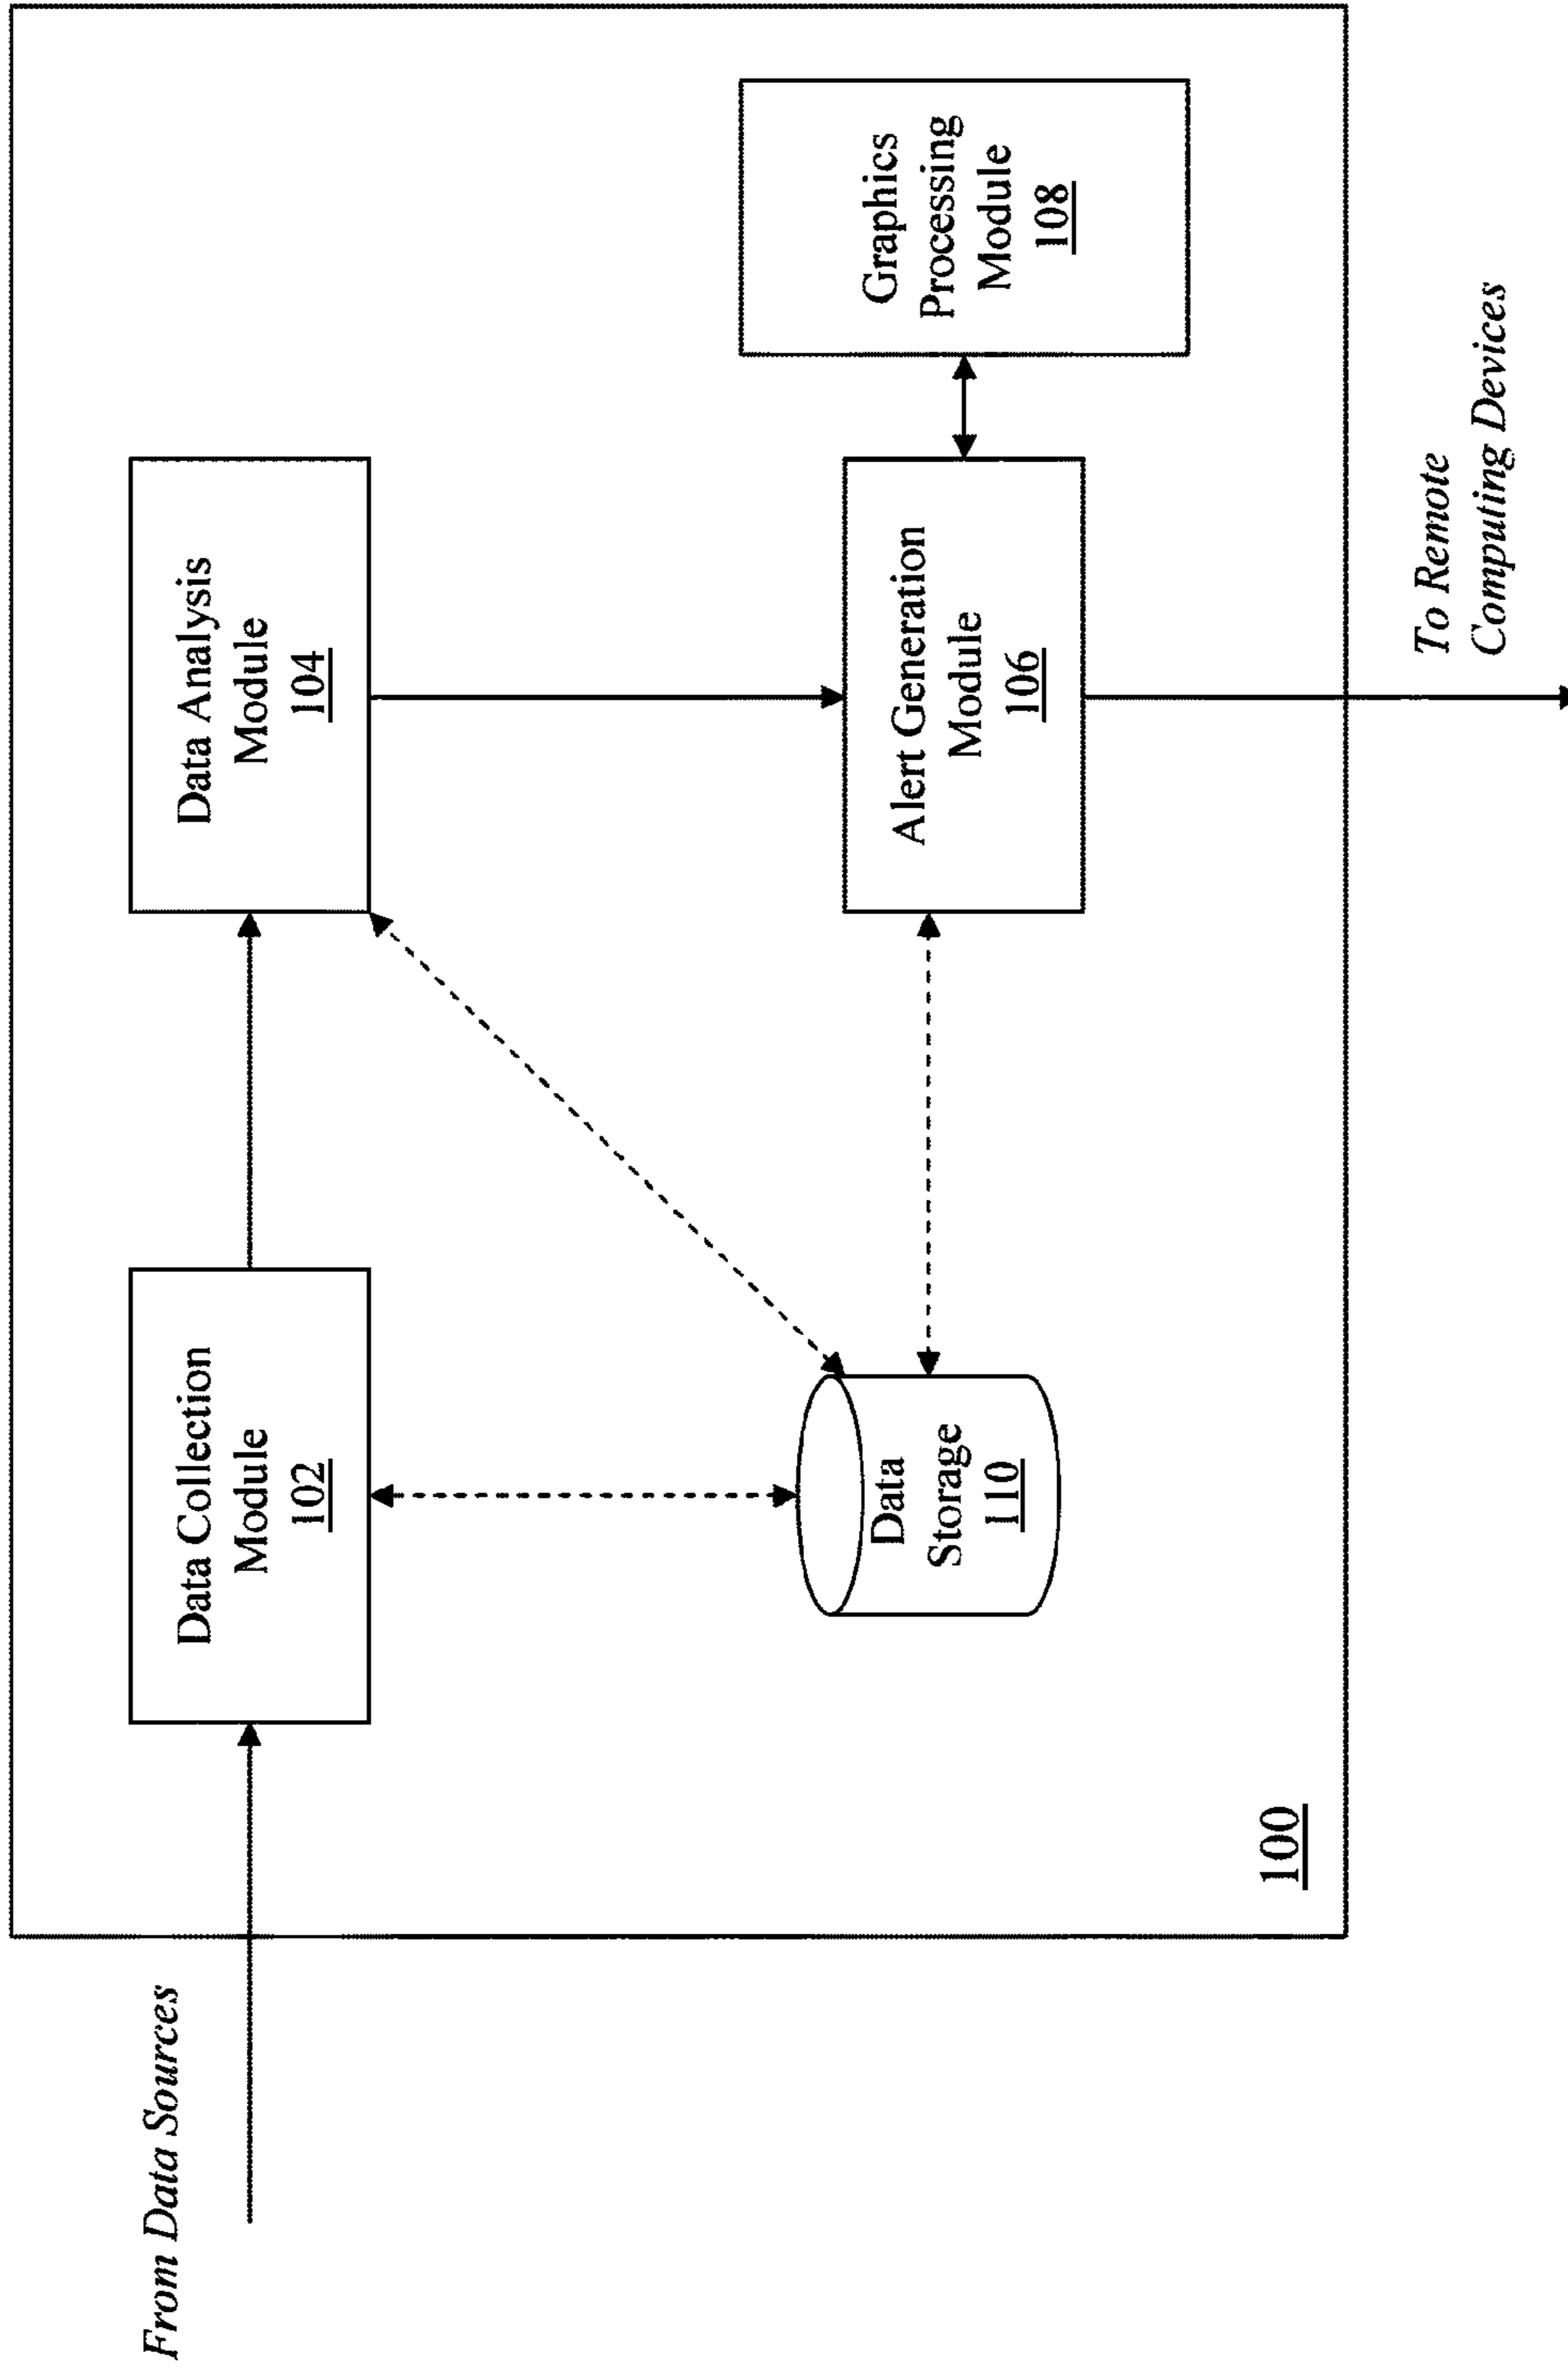 From Data Sources
Data Collection
Module
102
Data Analysis
Module
104
Data
Storage
110
Alert Generation
Module
106
Graphics
Processing
Module
108
100
To Remote
Computing Devices